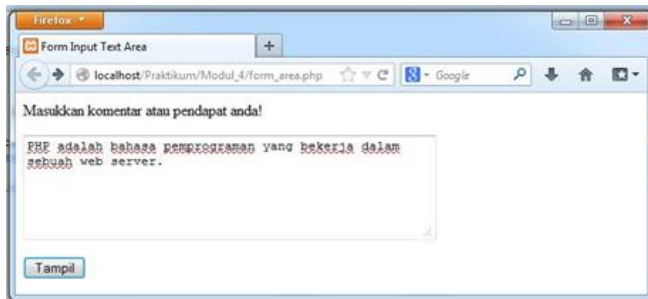 Firefox
Form Input Text Area
localhost/Praktikum/Modul_4/form_area.php
Google
Masukkan komentar atau pendapat anda!
PHP adalah bahasa pemprograman yang bekerja dalam
sebuah web server.
Tampil